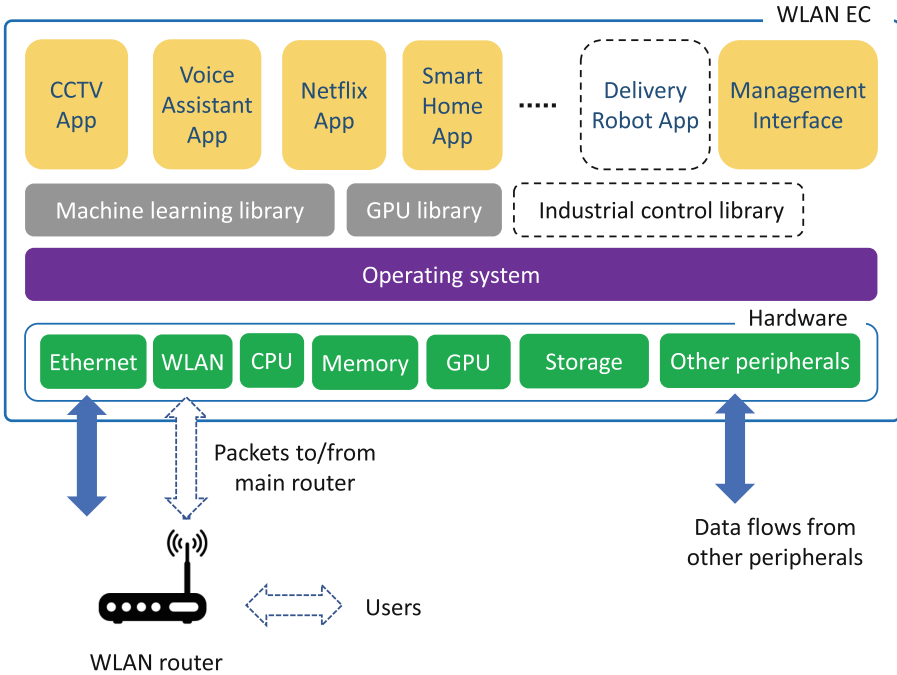 WLAN EC
CCTV
App
Voice
Assistant
App
Netflix
App
Smart
Home
App
.....
Delivery
Robot App
Management
Interface
Machine learning library
GPU library
Industrial control library
Operating system
Hardware
Ethernet
WLAN
CPU
Memory
GPU
Storage
Other peripherals
Packets to/from
main router
Data flows from
other peripherals
Users
WLAN router